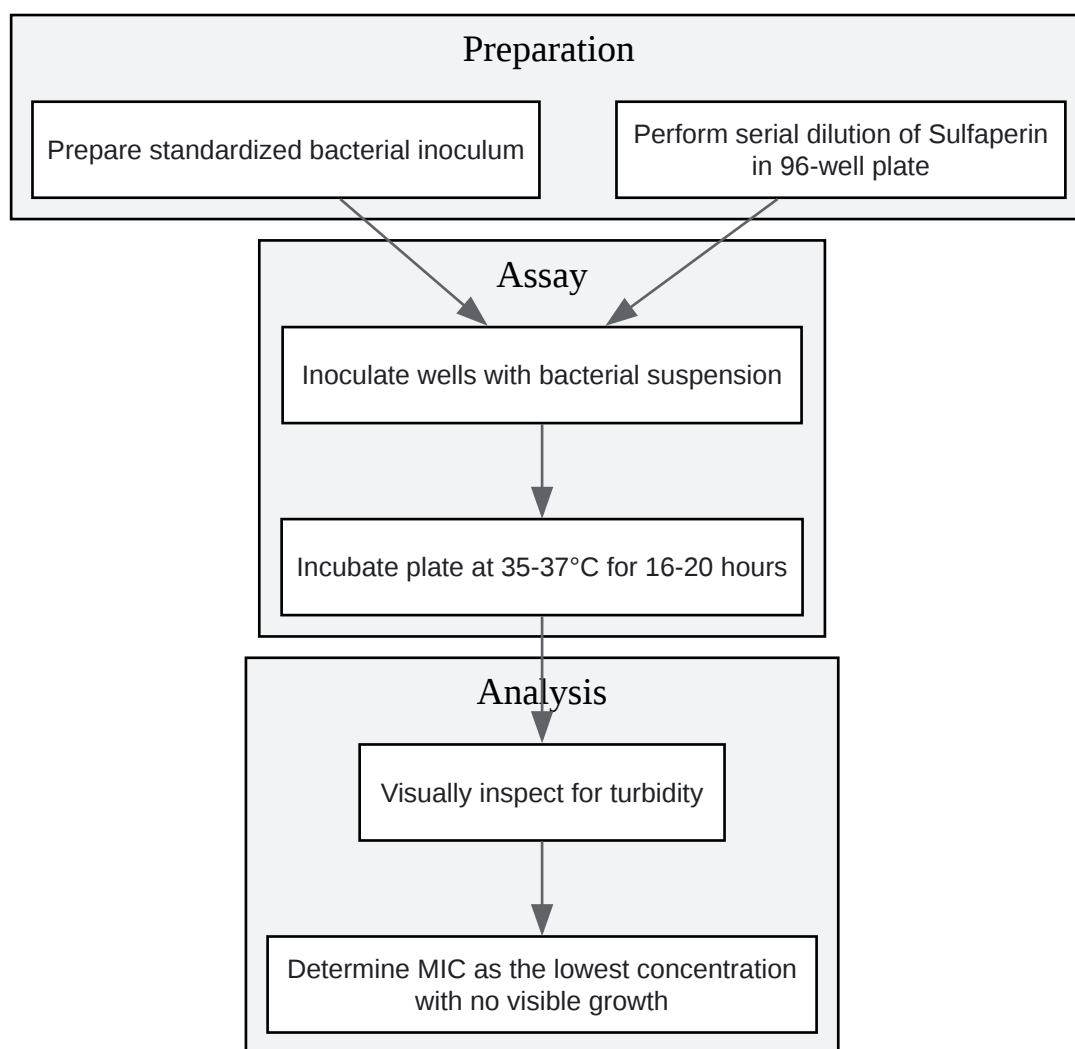 Preparation
Prepare standardized bacterial inoculum
Perform serial dilution of Sulfaperin
in 96-well plate
Assay
Inoculate wells with bacterial suspension
Incubate plate at 35-37°C for 16-20 hours
Analysis
Visually inspect for turbidity
Determine MIC as the lowest concentration
with no visible growth